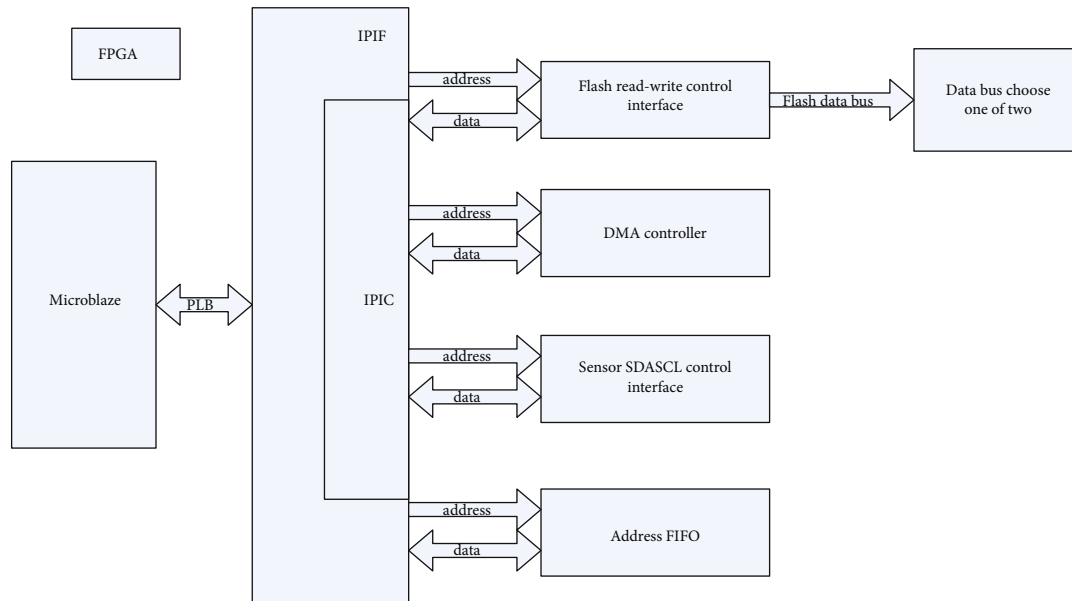 FPGA
IPIF
address
data
Flash read-write control
interface
Flash data bus
Data bus choose
one of two
address
data
DMA controller
Microblaze
PLB
IPIC
address
data
Sensor SDASCL control
interface
address
data
Address FIFO